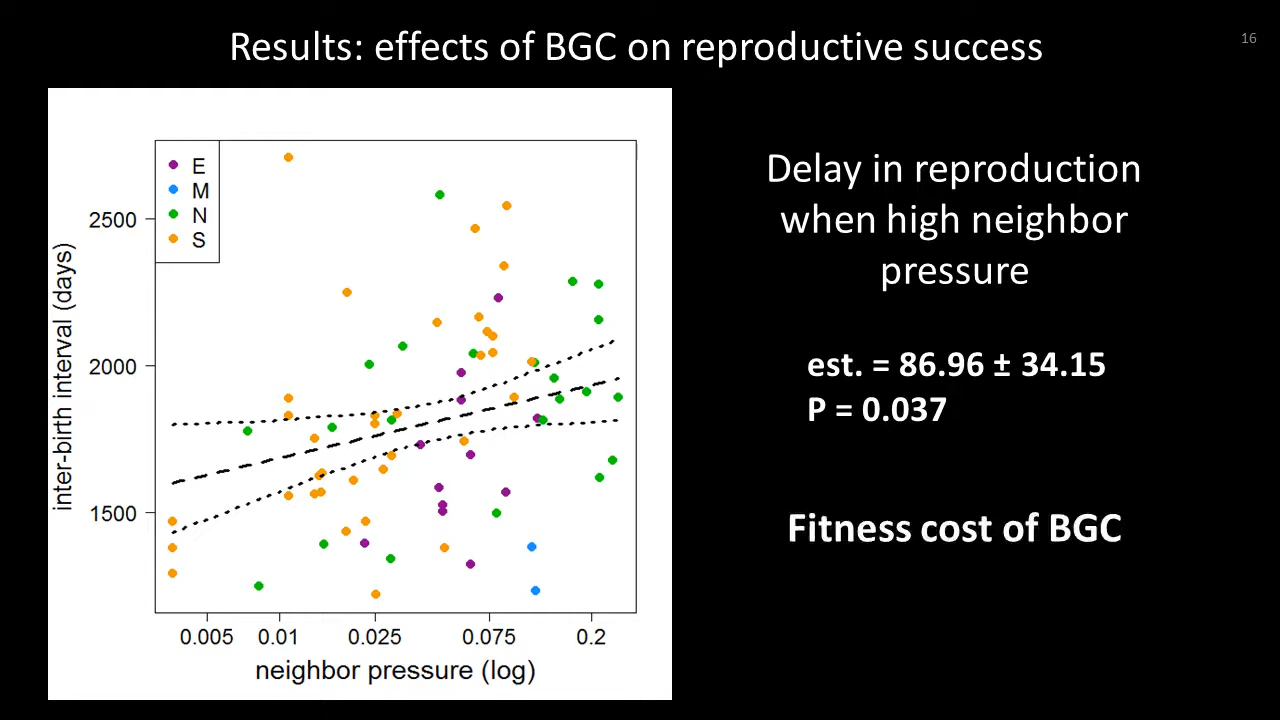 Results: effects of BGC on reproductive success
16
E
M
N
S
2500
2000
1500
inter-birth interval (days)
0.005 0.01 0.025 0.075 0.2
neighbor pressure (log)
Delay in reproduction
when high neighbor
pressure
est. = 86.96 ± 34.15
P = 0.037
Fitness cost of BGC